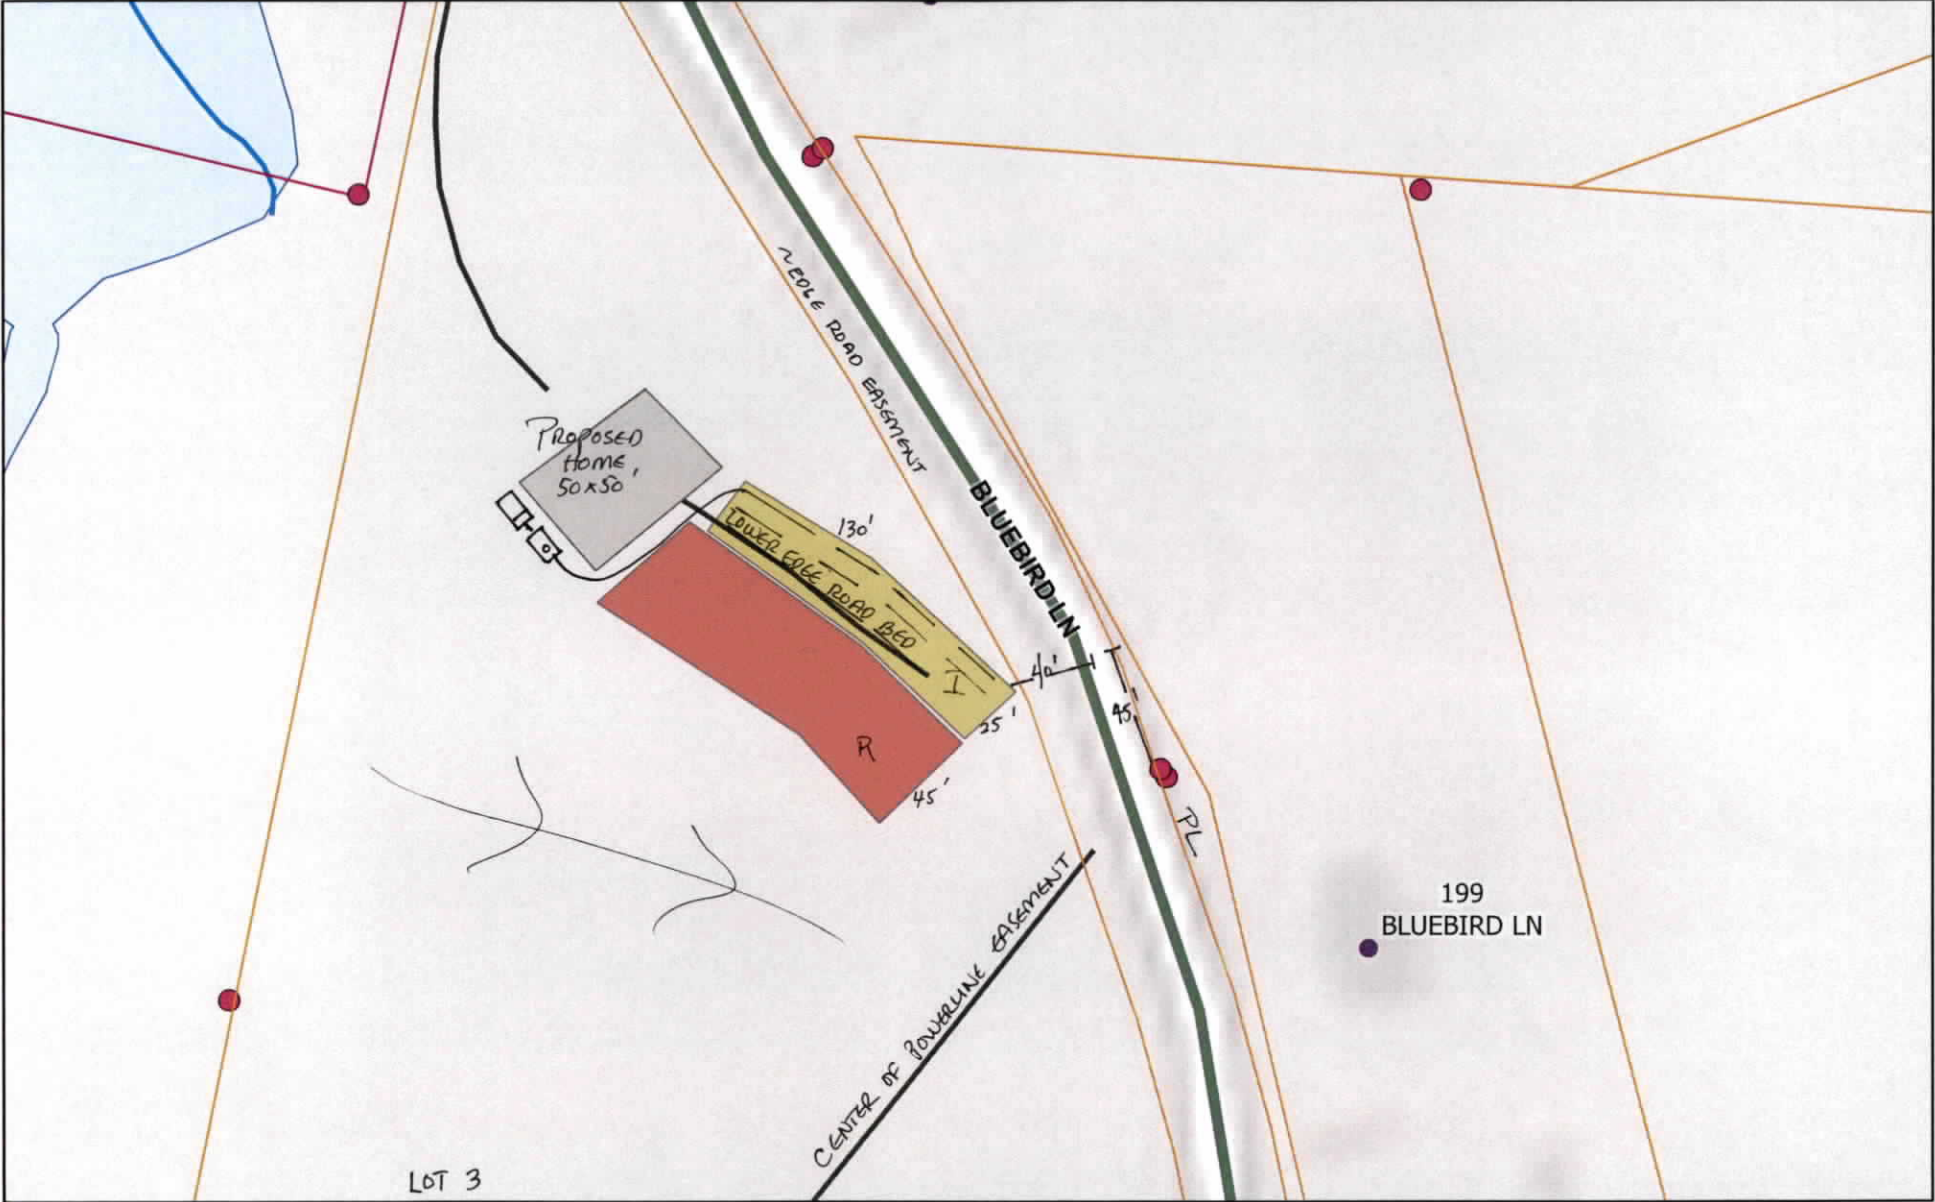 ~EDGE ROAD EASEMENT
PROPOSED
HOME
50x50'
130'
LOWER EDGE ROAD BED
I
BLUEBIRD LN
40'
45'
25'
R
45'
PL
199
BLUEBIRD LN
CENTER OF POWERLINE EASEMENT
LOT 3